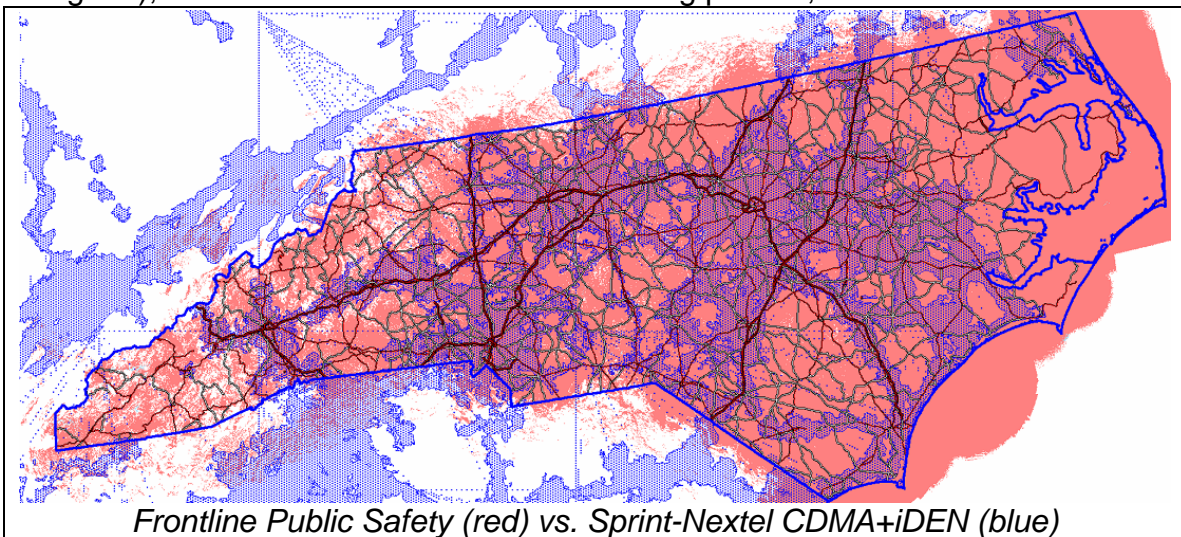 Frontline Public Safety (red) vs. Sprint-Nextel CDMA+iDEN (blue)